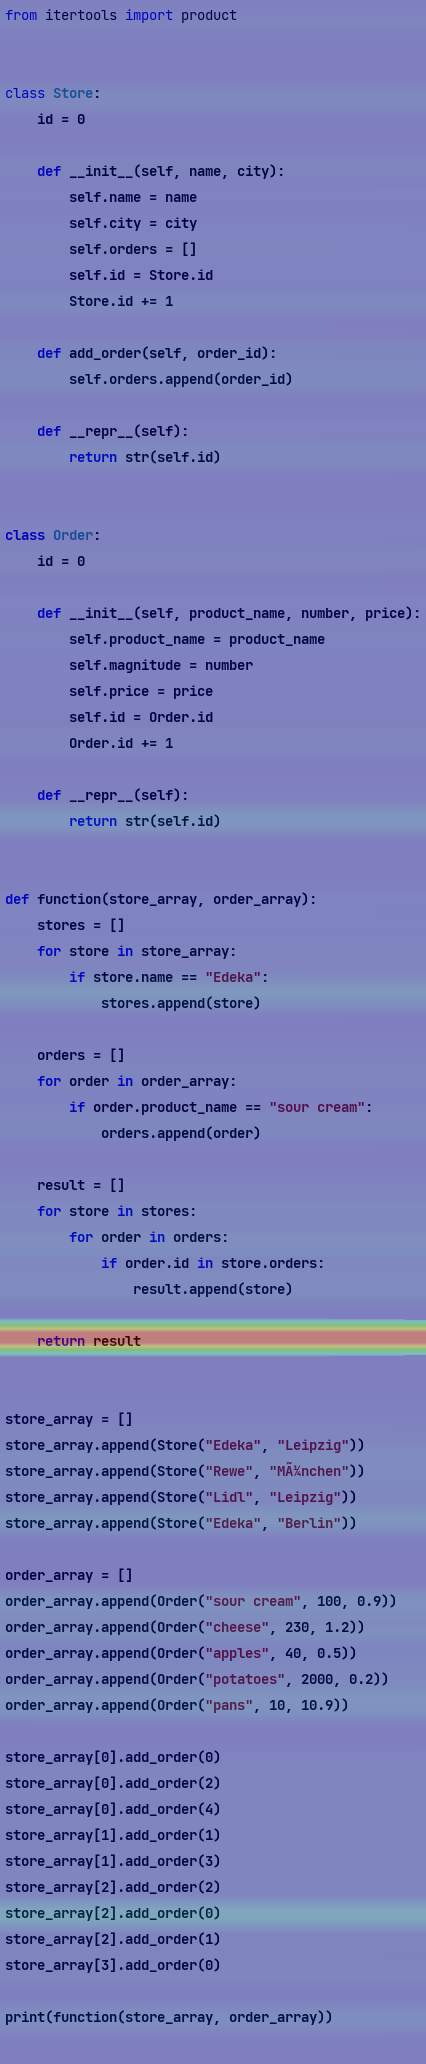 from itertools import product
class Store:
    id = 0
    def __init__(self, name, city):
        self.name = name
        self.city = city
        self.orders = []
        self.id = Store.id
        Store.id += 1
    def add_order(self, order_id):
        self.orders.append(order_id)
    def __repr__(self):
        return str(self.id)
class Order:
    id = 0
    def __init__(self, product_name, number, price):
        self.product_name = product_name
        self.magnitude = number
        self.price = price
        self.id = Order.id
        Order.id += 1
    def __repr__(self):
        return str(self.id)
def function(store_array, order_array):
    stores = []
    for store in store_array:
        if store.name == "Edeka":
            stores.append(store)
    orders = []
    for order in order_array:
        if order.product_name == "sour cream":
            orders.append(order)
    result = []
    for store in stores:
        for order in orders:
            if order.id in store.orders:
                result.append(store)
    return result
store_array = []
store_array.append(Store("Edeka", "Leipzig"))
store_array.append(Store("Rewe", "MÃ¼nchen"))
store_array.append(Store("Lidl", "Leipzig"))
store_array.append(Store("Edeka", "Berlin"))
order_array = []
order_array.append(Order("sour cream", 100, 0.9))
order_array.append(Order("cheese", 230, 1.2))
order_array.append(Order("apples", 40, 0.5))
order_array.append(Order("potatoes", 2000, 0.2))
order_array.append(Order("pans", 10, 10.9))
store_array[0].add_order(0)
store_array[0].add_order(2)
store_array[0].add_order(4)
store_array[1].add_order(1)
store_array[1].add_order(3)
store_array[2].add_order(2)
store_array[2].add_order(0)
store_array[2].add_order(1)
store_array[3].add_order(0)
print(function(store_array, order_array))